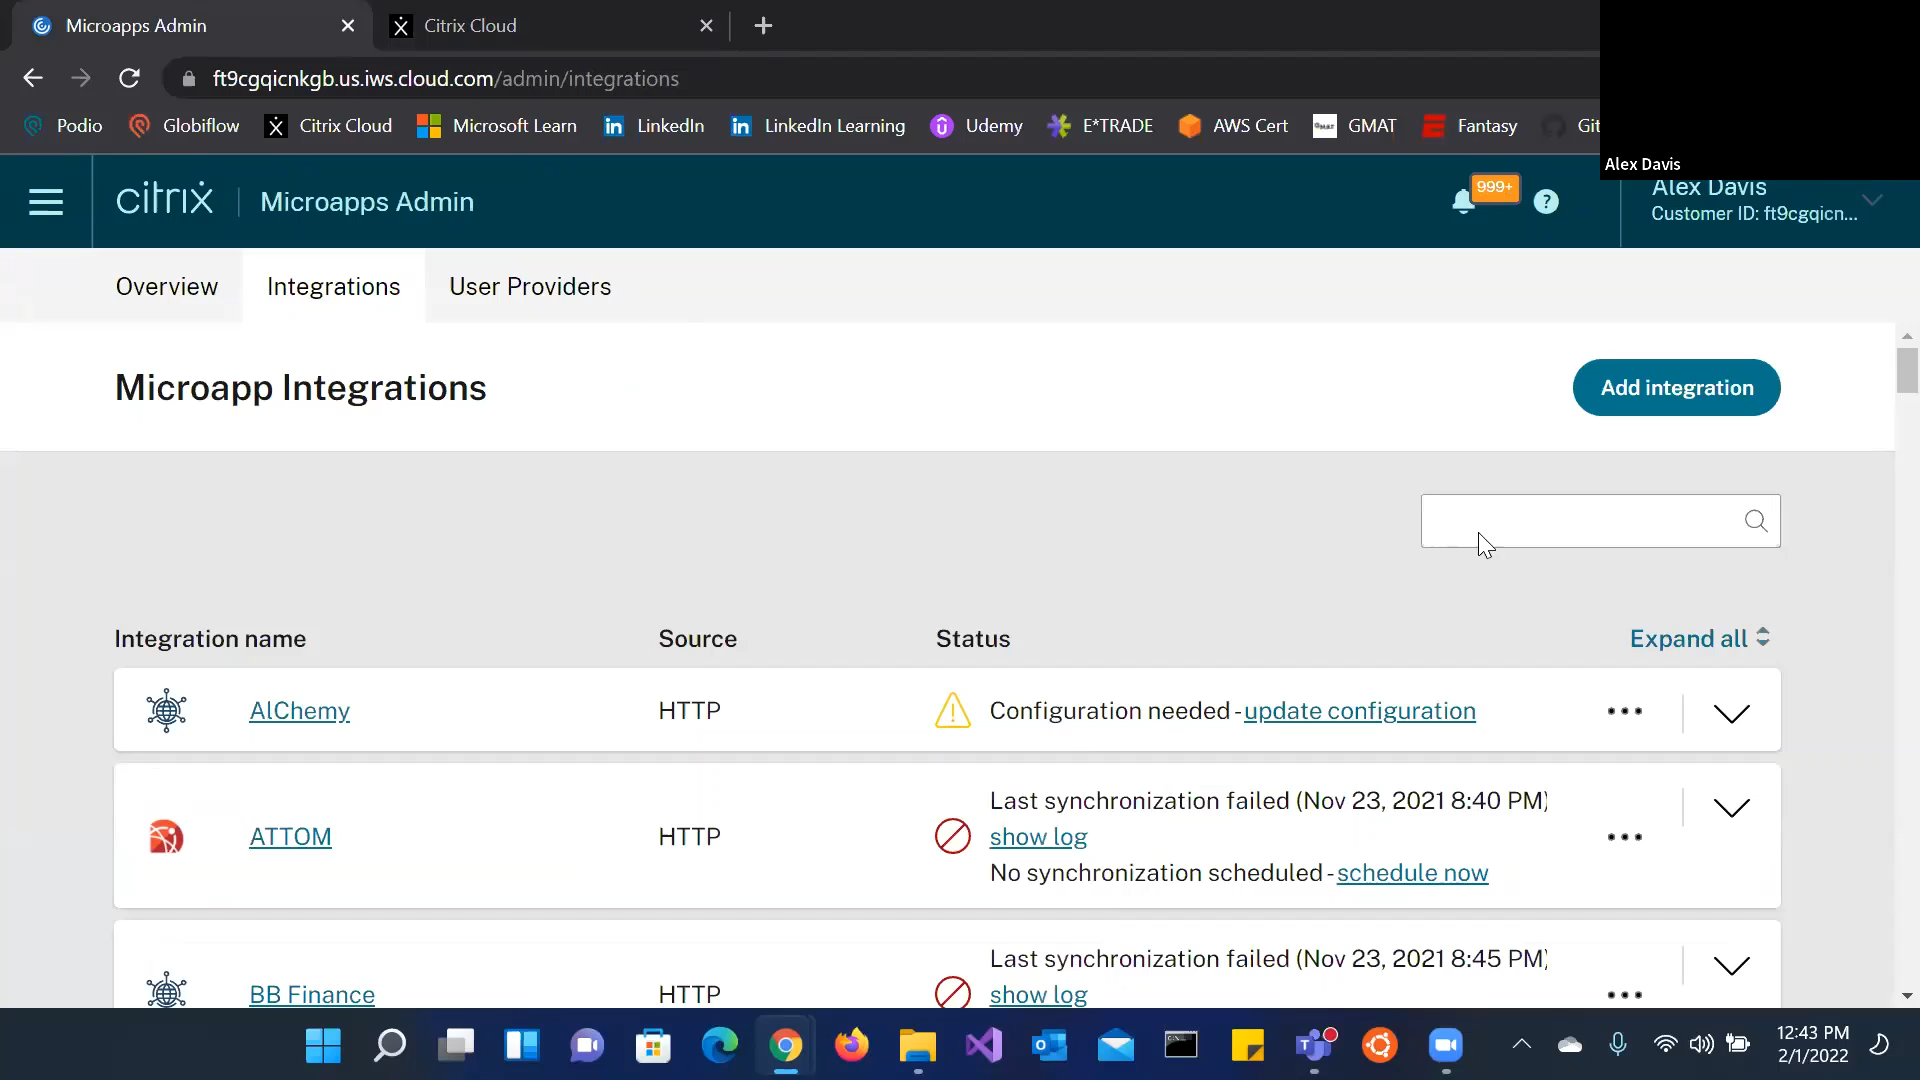 Microapps Admin
Citrix Cloud
ft9cgqicnkgb.us.iws.cloud.com/admin/integrations
Podio
Globiflow
Citrix Cloud
Microsoft Learn
LinkedIn
LinkedIn Learning
Udemy
E*TRADE
AWS Cert
GMAT
Fantasy
Git
Alex Davis
citrix
Microapps Admin
999+
?
Alex Davis
Customer ID: ft9cgqicn...
Overview
Integrations
User Providers
Microapp Integrations
Add integration
Integration name
Source
Status
Expand all
AlChemy
HTTP
Configuration needed - update configuration
ATTOM
HTTP
Last synchronization failed (Nov 23, 2021 8:40 PM)
show log
No synchronization scheduled - schedule now
BB Finance
HTTP
Last synchronization failed (Nov 23, 2021 8:45 PM)
show log
12:43 PM
2/1/2022